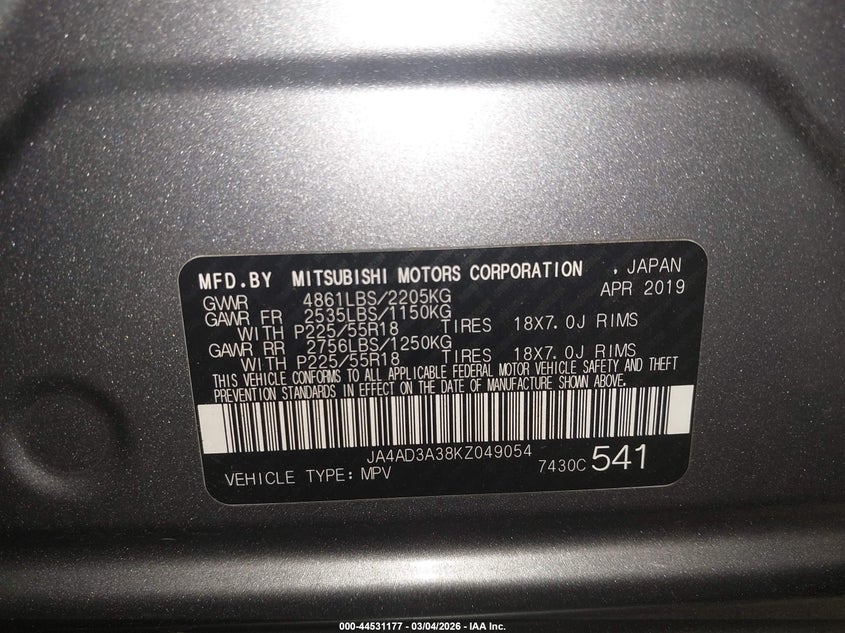 MFD.BY MITSUBISHI MOTORS CORPORATION , JAPAN
GVWR 4861LBS/2205KG APR 2019
GAWR FR 2535LBS/1150KG
WITH P225/55R18 TIRES 18X7.0J RIMS
GAWR RR 2756LBS/1250KG
WITH P225/55R18 TIRES 18X7.0J RIMS
THIS VEHICLE CONFORMS TO ALL APPLICABLE FEDERAL MOTOR VEHICLE SAFETY AND THEFT
PREVENTION STANDARDS IN EFFECT ON THE DATE OF MANUFACTURE SHOWN ABOVE.
JA4AD3A38KZ049054
VEHICLE TYPE: MPV 7430C 541
000-44531177 - 03/04/2026 - IAA Inc.